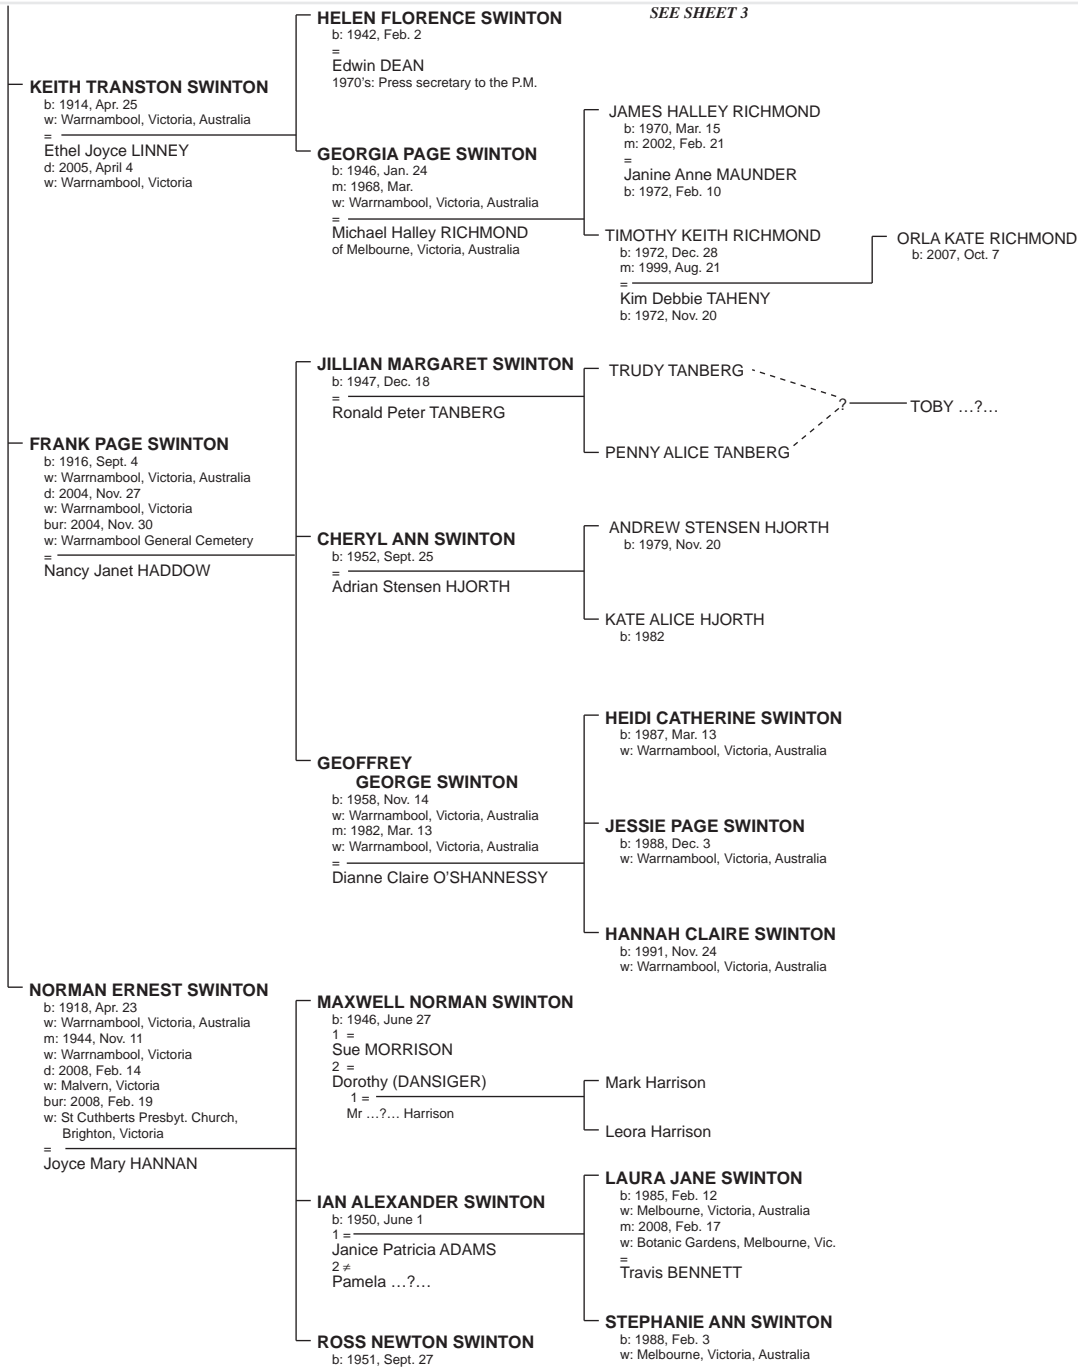 SEE SHEET 3
KEITH TRANSTON SWINTON
b: 1914, Apr. 25
w: Warrnambool, Victoria, Australia
=
Ethel Joyce LINNEY
d: 2005, April 4
w: Warrnambool, Victoria
HELEN FLORENCE SWINTON
b: 1942, Feb. 2
=
Edwin DEAN
1970's: Press secretary to the P.M.
GEORGIA PAGE SWINTON
b: 1946, Jan. 24
m: 1968, Mar.
w: Warrnambool, Victoria, Australia
=
Michael Halley RICHMOND
of Melbourne, Victoria, Australia
JAMES HALLEY RICHMOND
b: 1970, Mar. 15
m: 2002, Feb. 21
=
Janine Anne MAUNDER
b: 1972, Feb. 10
TIMOTHY KEITH RICHMOND
b: 1972, Dec. 28
m: 1999, Aug. 21
=
Kim Debbie TAHENY
b: 1972, Nov. 20
ORLA KATE RICHMOND
b: 2007, Oct. 7
FRANK PAGE SWINTON
b: 1916, Sept. 4
w: Warrnambool, Victoria, Australia
d: 2004, Nov. 27
w: Warrnambool, Victoria
bur: 2004, Nov. 30
w: Warrnambool General Cemetery
=
Nancy Janet HADDOW
JILLIAN MARGARET SWINTON
b: 1947, Dec. 18
=
Ronald Peter TANBERG
TRUDY TANBERG
PENNY ALICE TANBERG
?
TOBY …?…
CHERYL ANN SWINTON
b: 1952, Sept. 25
=
Adrian Stensen HJORTH
ANDREW STENSEN HJORTH
b: 1979, Nov. 20
KATE ALICE HJORTH
b: 1982
GEOFFREY
GEORGE SWINTON
b: 1958, Nov. 14
w: Warrnambool, Victoria, Australia
m: 1982, Mar. 13
w: Warrnambool, Victoria, Australia
=
Dianne Claire O'SHANNESSY
HEIDI CATHERINE SWINTON
b: 1987, Mar. 13
w: Warrnambool, Victoria, Australia
JESSIE PAGE SWINTON
b: 1988, Dec. 3
w: Warrnambool, Victoria, Australia
HANNAH CLAIRE SWINTON
b: 1991, Nov. 24
w: Warrnambool, Victoria, Australia
NORMAN ERNEST SWINTON
b: 1918, Apr. 23
w: Warrnambool, Victoria, Australia
m: 1944, Nov. 11
w: Warrnambool, Victoria
d: 2008, Feb. 14
w: Malvern, Victoria
bur: 2008, Feb. 19
w: St Cuthberts Presbyt. Church,
Brighton, Victoria
=
Joyce Mary HANNAN
MAXWELL NORMAN SWINTON
b: 1946, June 27
1 =
Sue MORRISON
2 =
Dorothy (DANSIGER)
1 =
Mr …?… Harrison
Mark Harrison
Leora Harrison
IAN ALEXANDER SWINTON
b: 1950, June 1
1 =
Janice Patricia ADAMS
2 ≠
Pamela …?…
LAURA JANE SWINTON
b: 1985, Feb. 12
w: Melbourne, Victoria, Australia
m: 2008, Feb. 17
w: Botanic Gardens, Melbourne, Vic.
=
Travis BENNETT
STEPHANIE ANN SWINTON
b: 1988, Feb. 3
w: Melbourne, Victoria, Australia
ROSS NEWTON SWINTON
b: 1951, Sept. 27